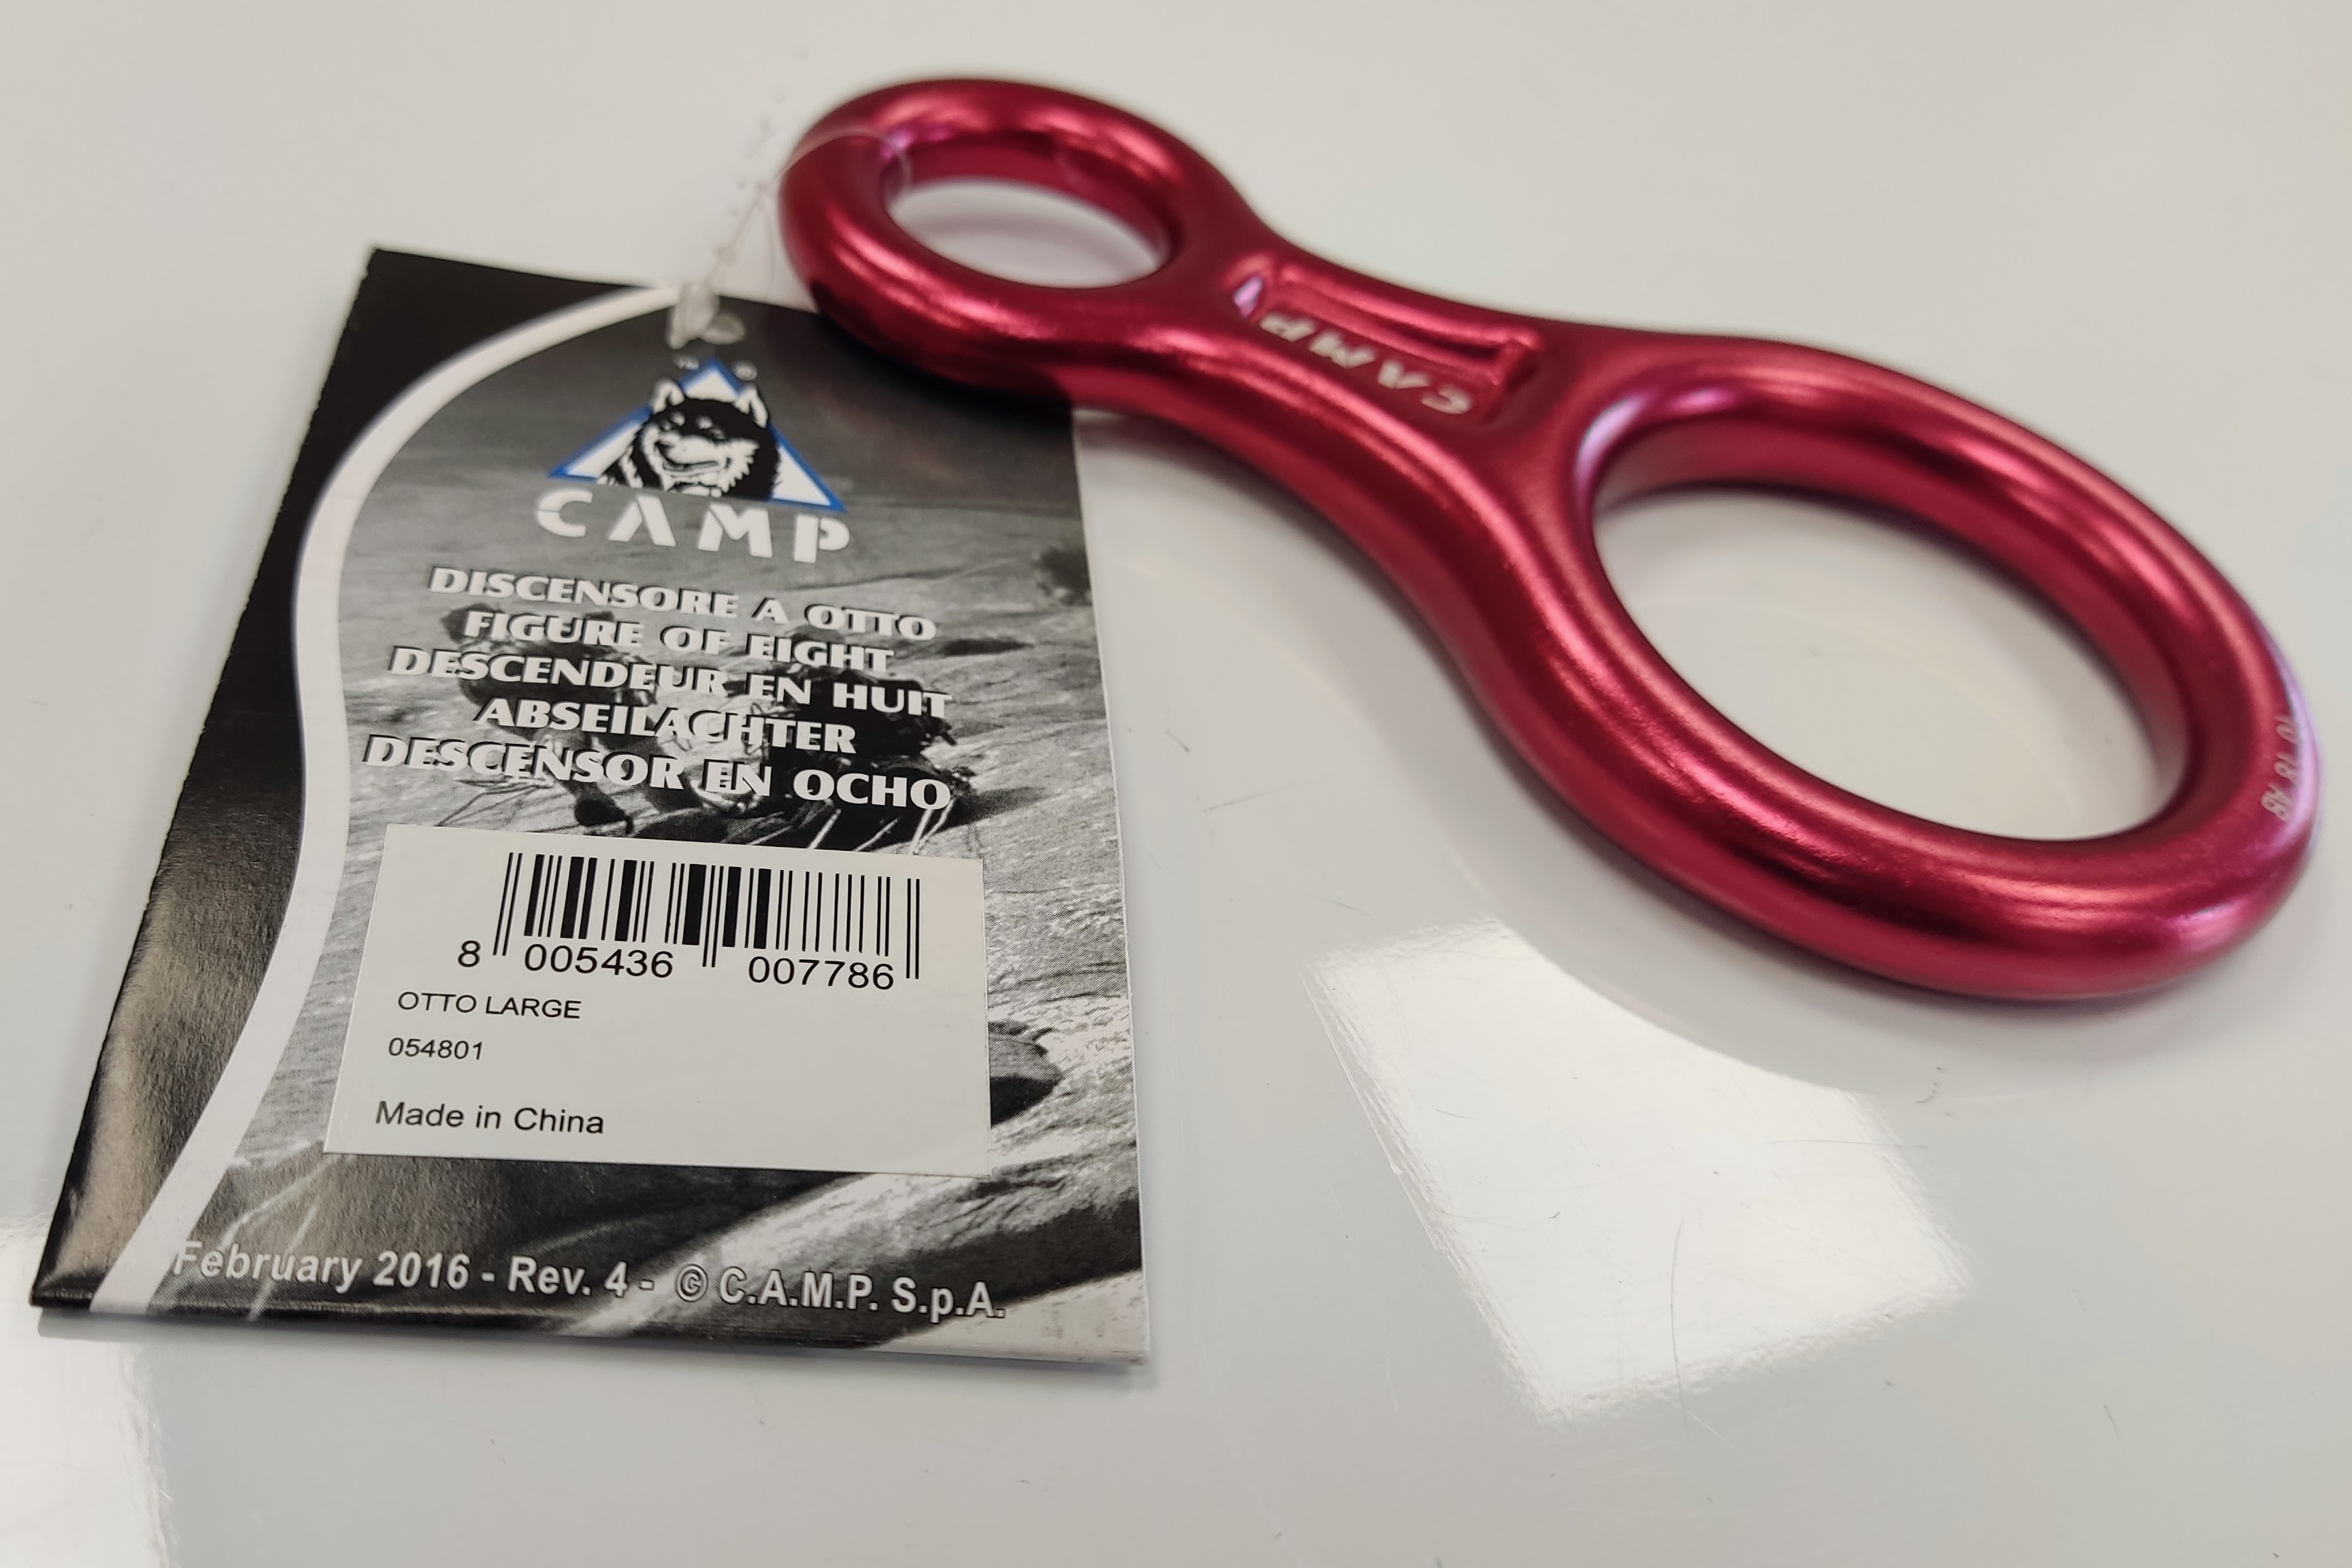 CAMP
DISCENSORE A OTTO
FIGURE OF EIGHT
DESCENDEUR EN HUIT
ABSEILACHTER
DESCENSOR EN OCHO
8 005436 007786
OTTO LARGE
054801
Made in China
February 2016 - Rev. 4 - © C.A.M.P. S.p.A.
CAMP